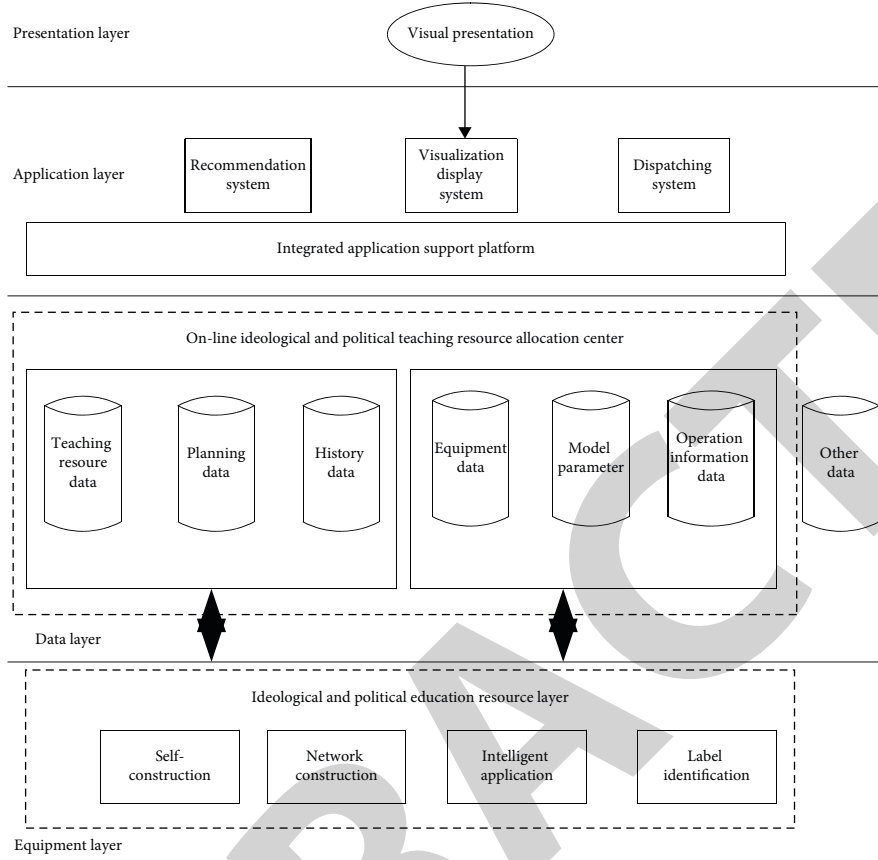 Presentation layer
Visual presentation
Application layer
Recommendation
system
Visualization
display
system
Dispatching
system
Integrated application support platform
On-line ideological and political teaching resource allocation center
Teaching
resoure
data
Planning
data
History
data
Equipment
data
Model
parameter
Operation
information
data
Other
data
Data layer
Ideological and political education resource layer
Self-
construction
Network
construction
Intelligent
application
Label
identification
Equipment layer